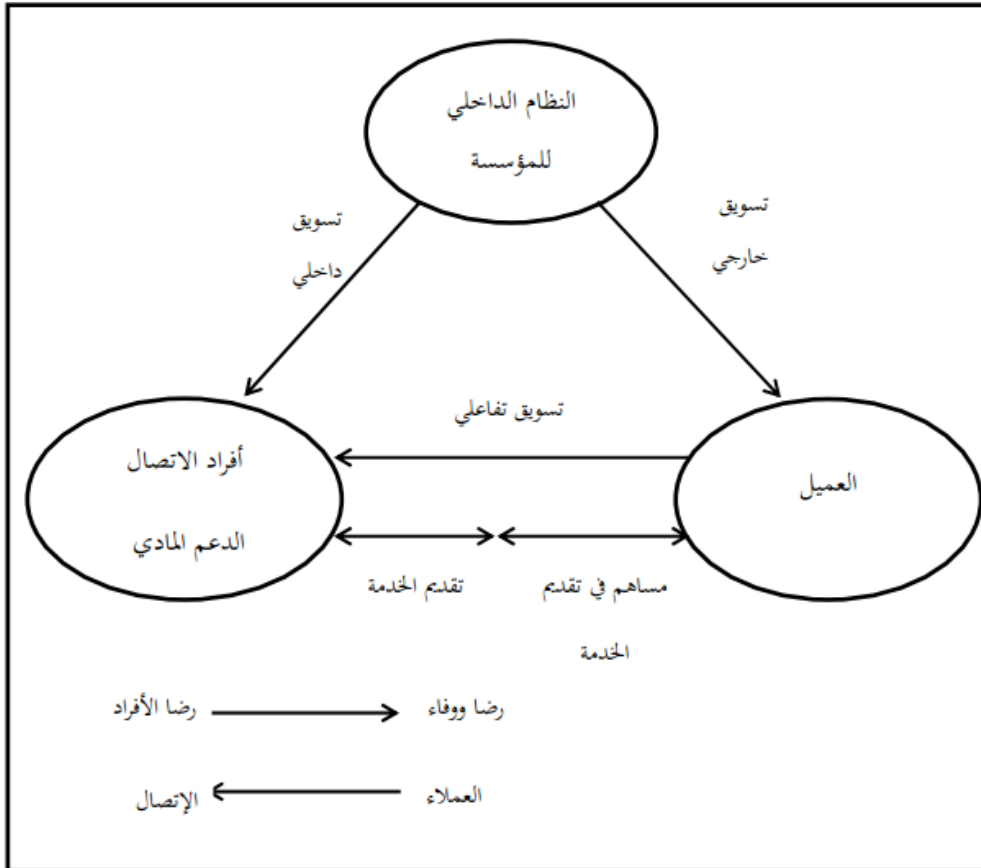 النظام الداخلي
للمؤسسة
تسويق
خارجي
تسويق
داخلي
تسويق تفاعلي
العميل
أفراد الاتصال
الدعم المادي
مساهم في تقديم
الخدمة
تقديم الخدمة
رضا ووفاء
رضا الأفراد
العملاء
الإتصال